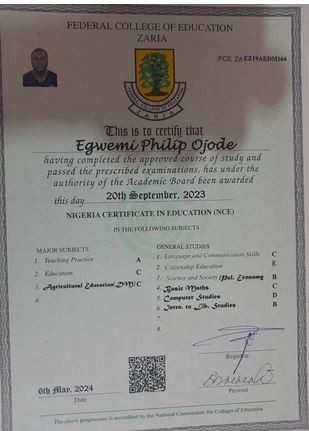 FEDERAL COLLEGE OF EDUCATION
ZARIA
FCE ZA EZ19AEDM164
FEDERAL COLLEGE OF EDUCATION
ZARIA
This is to certify that
Egwemi Philip Ojode
having completed the approved course of study and
passed the prescribed examinations, has under the
authority of the Academic Board been awarded
this day 20th September, 2023
NIGERIA CERTIFICATE IN EDUCATION (NCE)
IN THE FOLLOWING SUBJECTS
MAJOR SUBJECTS
1. Teaching Practice A
2. Education C
3. Agricultural Education(DM) C
4.
GENERAL STUDIES
1. Language and Communication Skills C
2. Citizenship Education E
3. Science and Society/Pol. Economy B
4. Basic Maths C
5. Computer Studies D
6. Intro. to Lib. Studies B
7.
8.
Registrar
6th May, 2024
Provost
The above programme is accredited by the National Commission for Colleges of Education